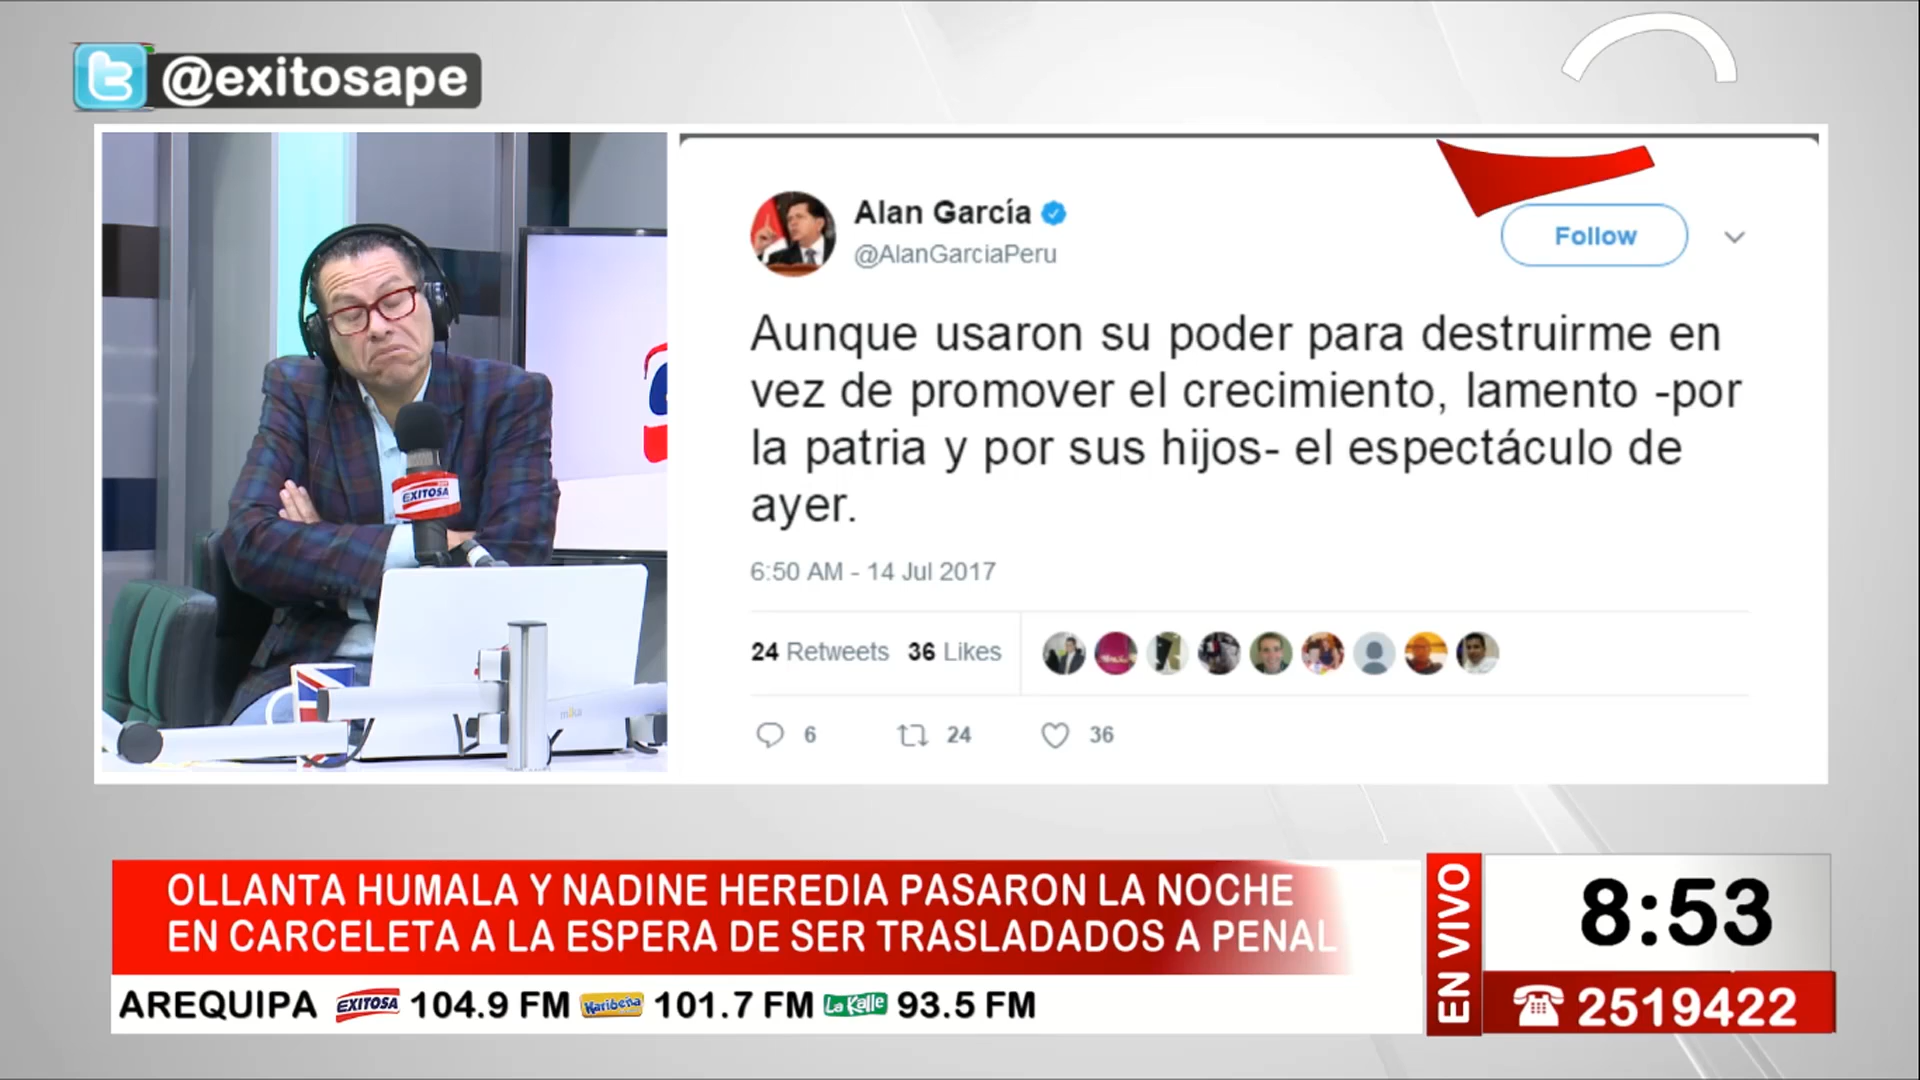 @exitosape
Alan García
@AlanGarciaPeru
Follow
Aunque usaron su poder para destruirme en
vez de promover el crecimiento, lamento -por
la patria y por sus hijos- el espectáculo de
ayer.
6:50 AM - 14 Jul 2017
24 Retweets 36 Likes
6 24 36
EXITOSA
mika
OLLANTA HUMALA Y NADINE HEREDIA PASARON LA NOCHE
EN CARCELETA A LA ESPERA DE SER TRASLADADOS A PENAL
AREQUIPA EXITOSA 104.9 FM Karibeña 101.7 FM La Kalle 93.5 FM
EN VIVO
8:53
2519422